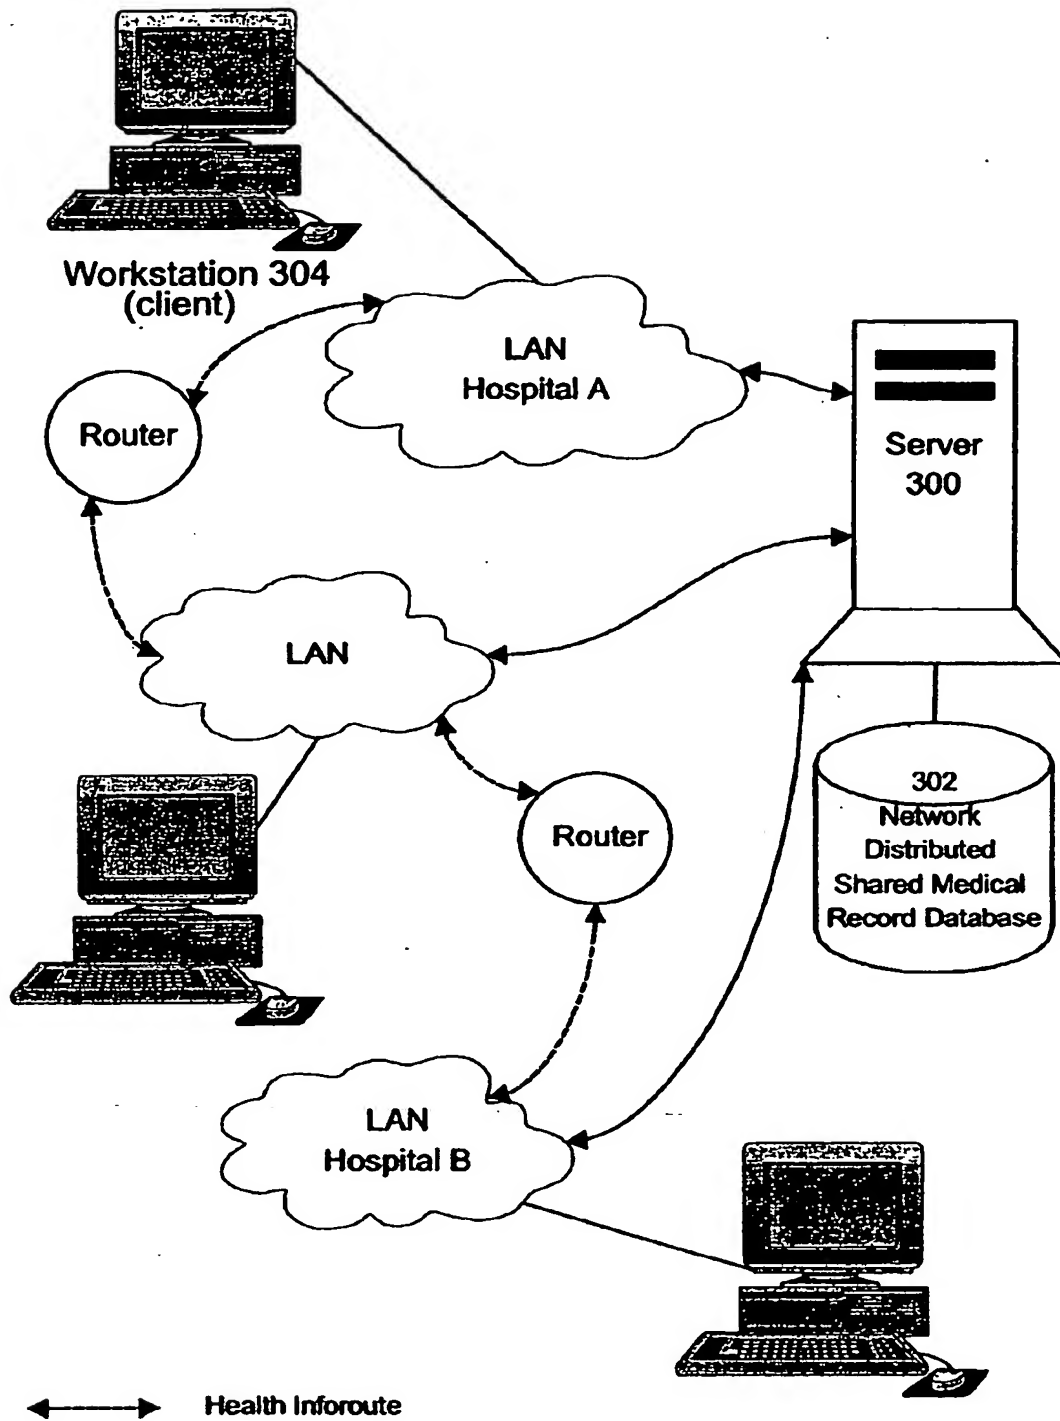 Workstation 304
(client)
LAN
Hospital A
Router
Server
300
LAN
Router
302
Network
Distributed
Shared Medical
Record Database
LAN
Hospital B
Health Inforoute